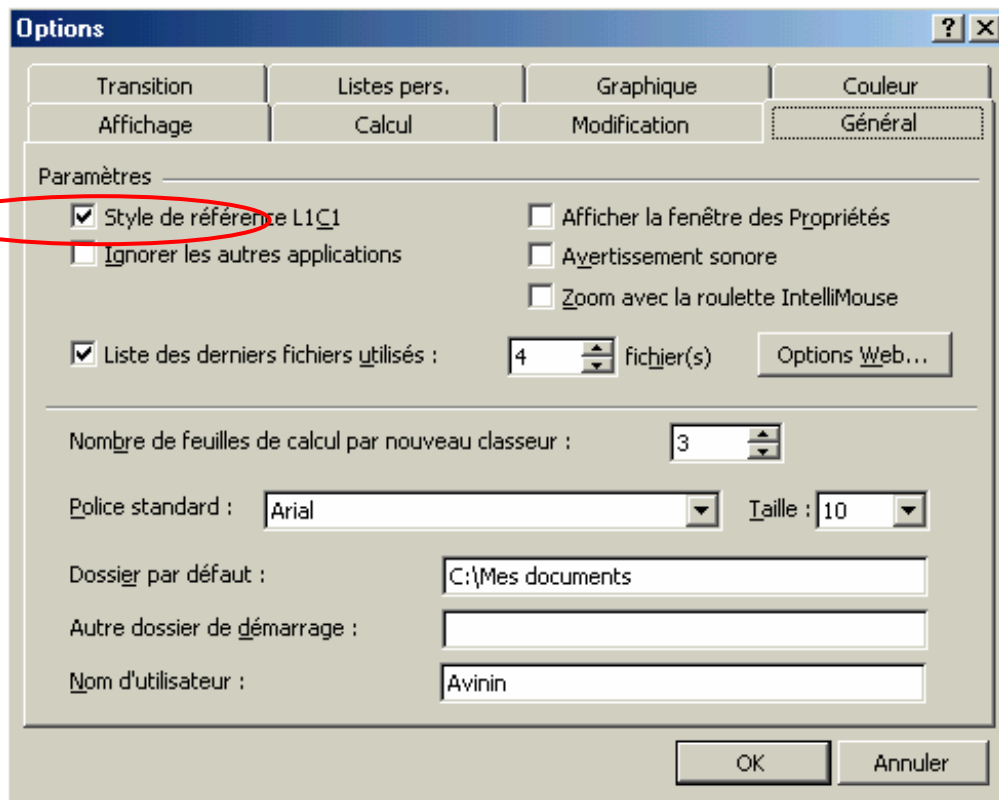 Options
Transition Listes pers. Graphique Couleur
Affichage Calcul Modification Général
Paramètres
Style de référence L1C1 Afficher la fenêtre des Propriétés
Ignorer les autres applications Avertissement sonore
Zoom avec la roulette IntelliMouse
Liste des derniers fichiers utilisés : 4 fichier(s) Options Web...
Nombre de feuilles de calcul par nouveau classeur : 3
Police standard : Arial Taille : 10
Dossier par défaut : C:\Mes documents
Autre dossier de démarrage :
Nom d'utilisateur : Avinin
OK Annuler